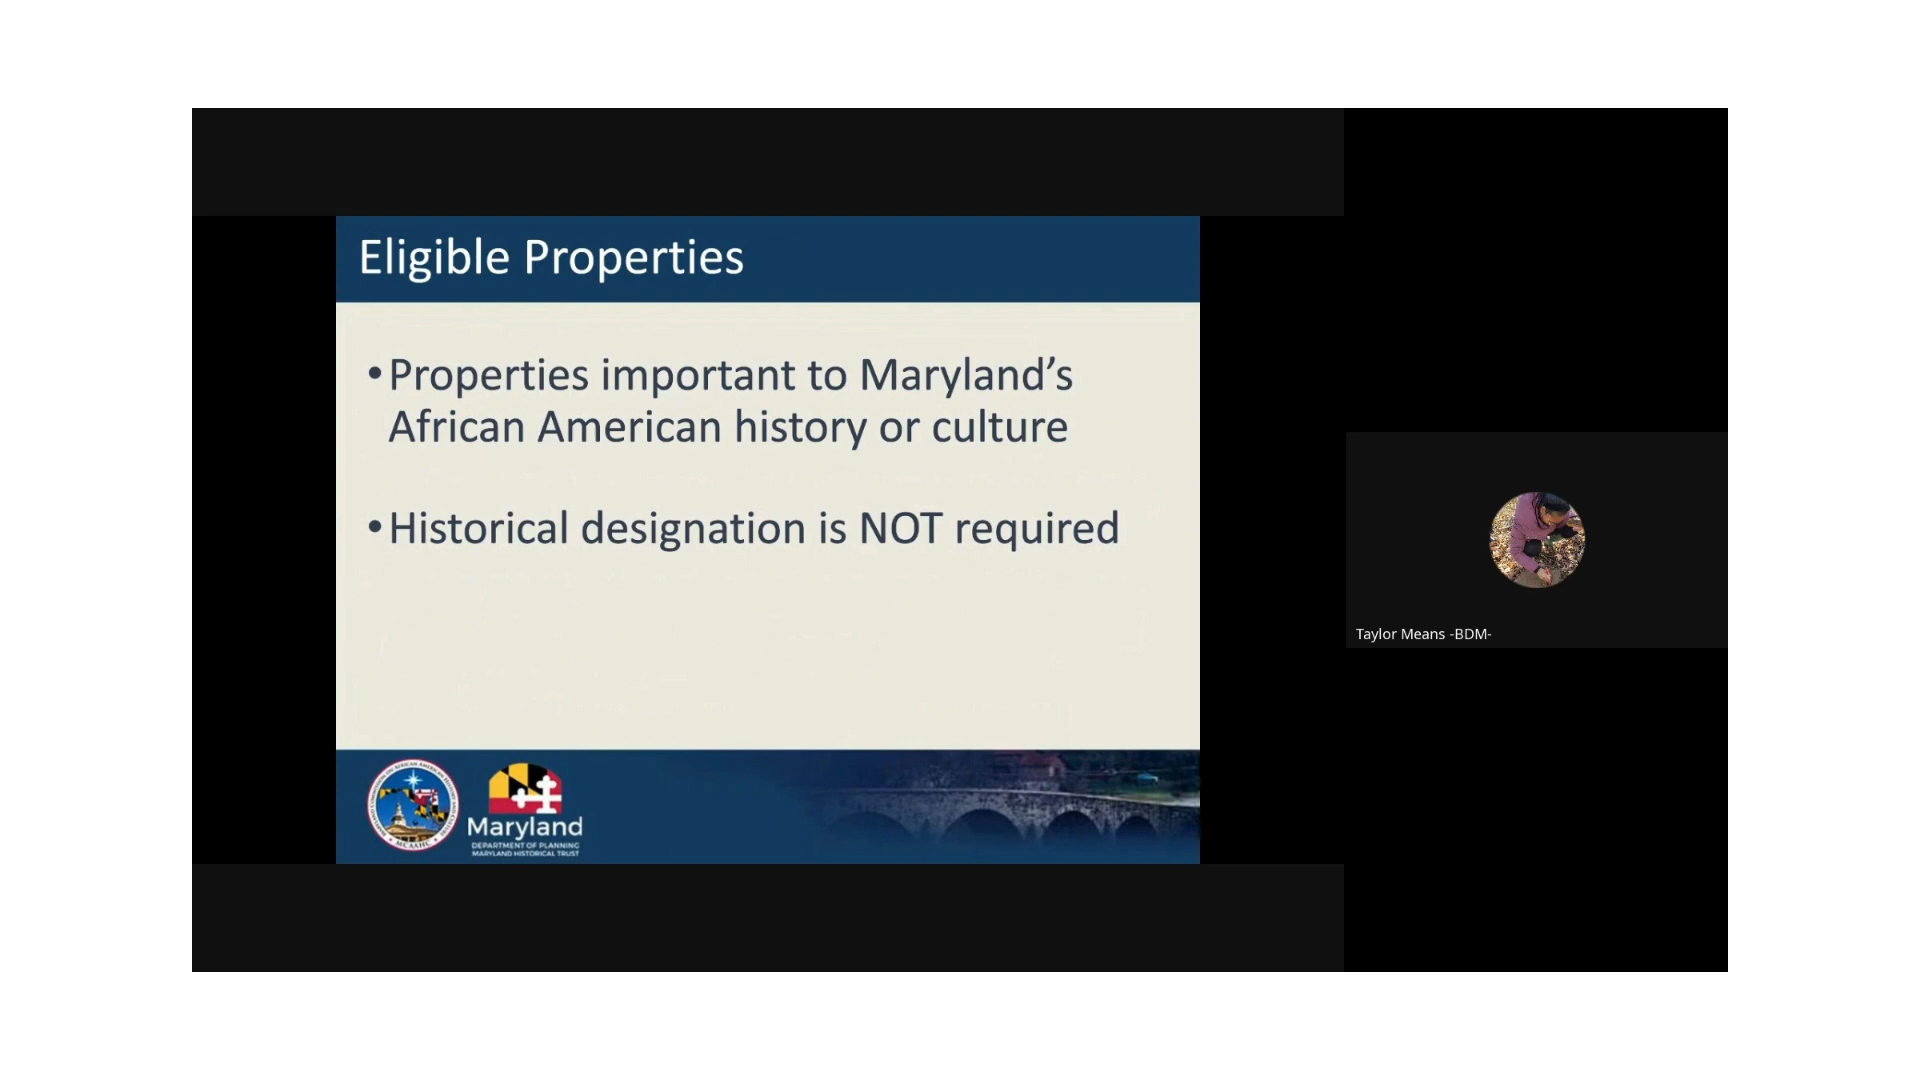 Eligible Properties
•Properties important to Maryland’s
African American history or culture
•Historical designation is NOT required
Taylor Means -BDM-
MCAAHC
Maryland
DEPARTMENT OF PLANNING
MARYLAND HISTORICAL TRUST